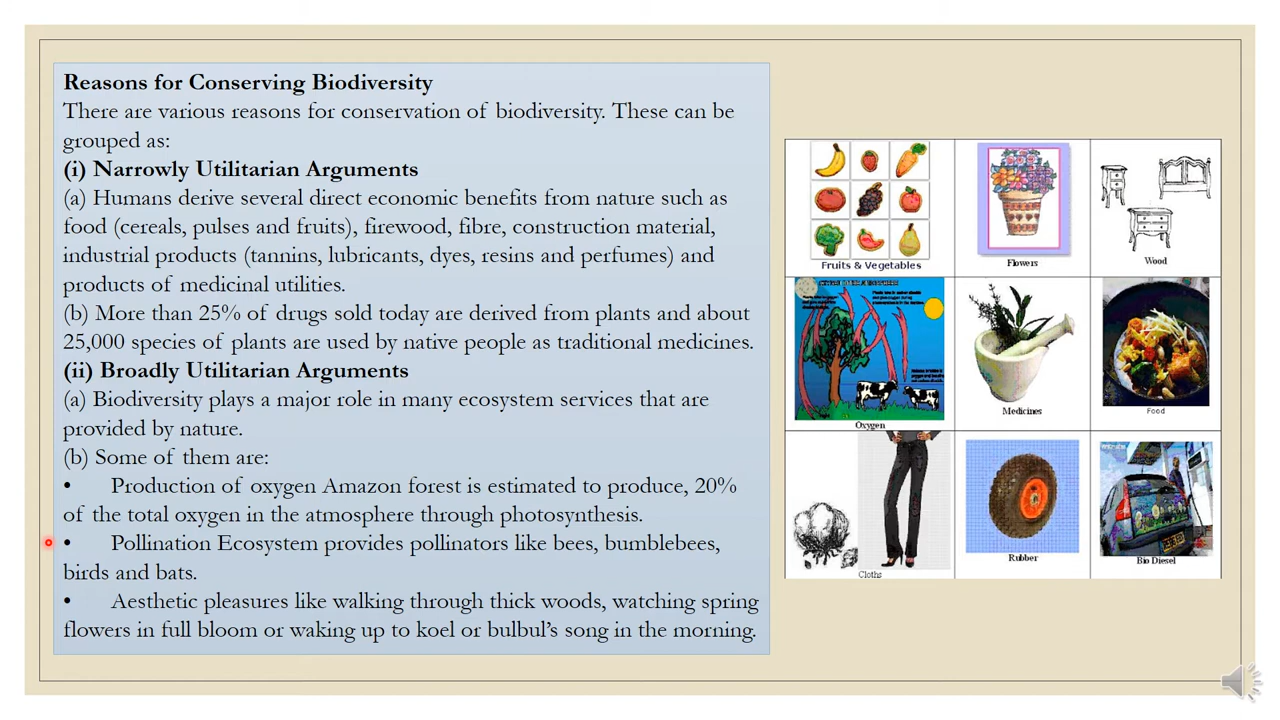 Reasons for Conserving Biodiversity
There are various reasons for conservation of biodiversity. These can be
grouped as:
(i) Narrowly Utilitarian Arguments
(a) Humans derive several direct economic benefits from nature such as
food (cereals, pulses and fruits), firewood, fibre, construction material,
industrial products (tannins, lubricants, dyes, resins and perfumes) and
products of medicinal utilities.
(b) More than 25% of drugs sold today are derived from plants and about
25,000 species of plants are used by native people as traditional medicines.
(ii) Broadly Utilitarian Arguments
(a) Biodiversity plays a major role in many ecosystem services that are
provided by nature.
(b) Some of them are:
• Production of oxygen Amazon forest is estimated to produce, 20%
of the total oxygen in the atmosphere through photosynthesis.
• Pollination Ecosystem provides pollinators like bees, bumblebees,
birds and bats.
• Aesthetic pleasures like walking through thick woods, watching spring
flowers in full bloom or waking up to koel or bulbul's song in the morning.
Fruits & Vegetables
Flowers
Wood
Oxygen
Medicines
Food
Cloths
Rubber
Bio Diesel